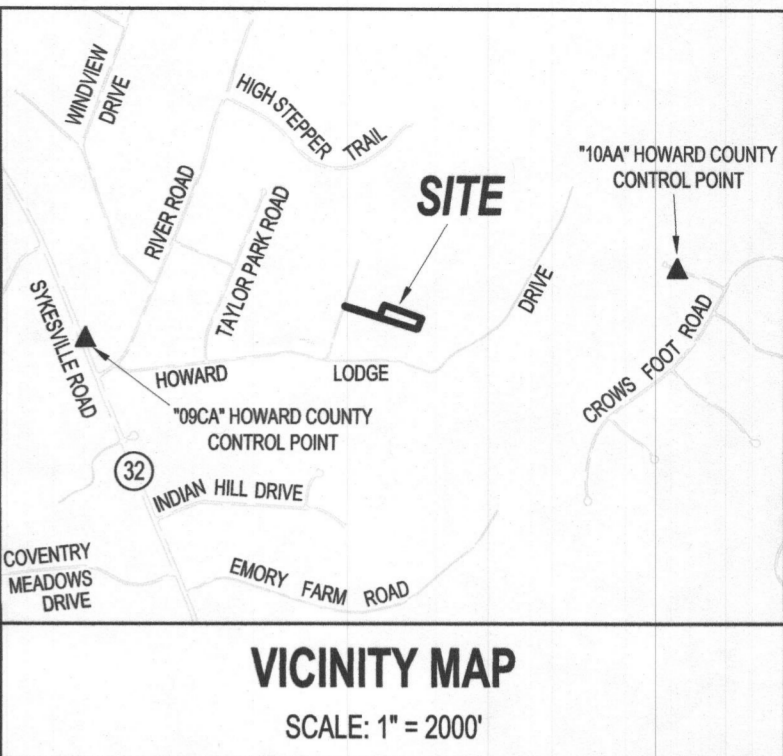 WINDVIEW
DRIVE
HIGH STEPPER TRAIL
"10AA" HOWARD COUNTY
CONTROL POINT
SITE
RIVER ROAD
TAYLOR PARK ROAD
SYKESVILLE ROAD
DRIVE
HOWARD LODGE
CROWS FOOT ROAD
"09CA" HOWARD COUNTY
CONTROL POINT
32
INDIAN HILL DRIVE
COVENTRY
MEADOWS
DRIVE
EMORY FARM ROAD
VICINITY MAP
SCALE: 1" = 2000'